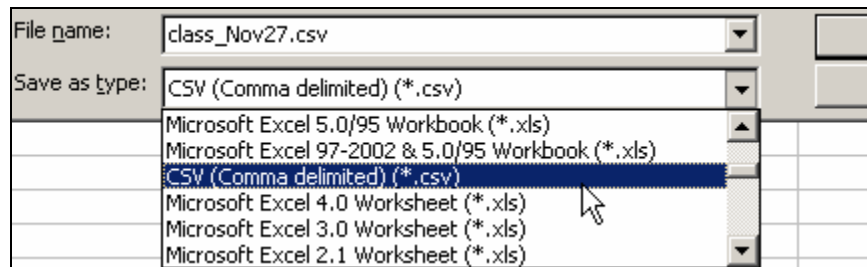 File name: class_Nov27.csv
Save as type: CSV (Comma delimited) (*.csv)
Microsoft Excel 5.0/95 Workbook (*.xls)
Microsoft Excel 97-2002 & 5.0/95 Workbook (*.xls)
CSV (Comma delimited) (*.csv)
Microsoft Excel 4.0 Worksheet (*.xls)
Microsoft Excel 3.0 Worksheet (*.xls)
Microsoft Excel 2.1 Worksheet (*.xls)